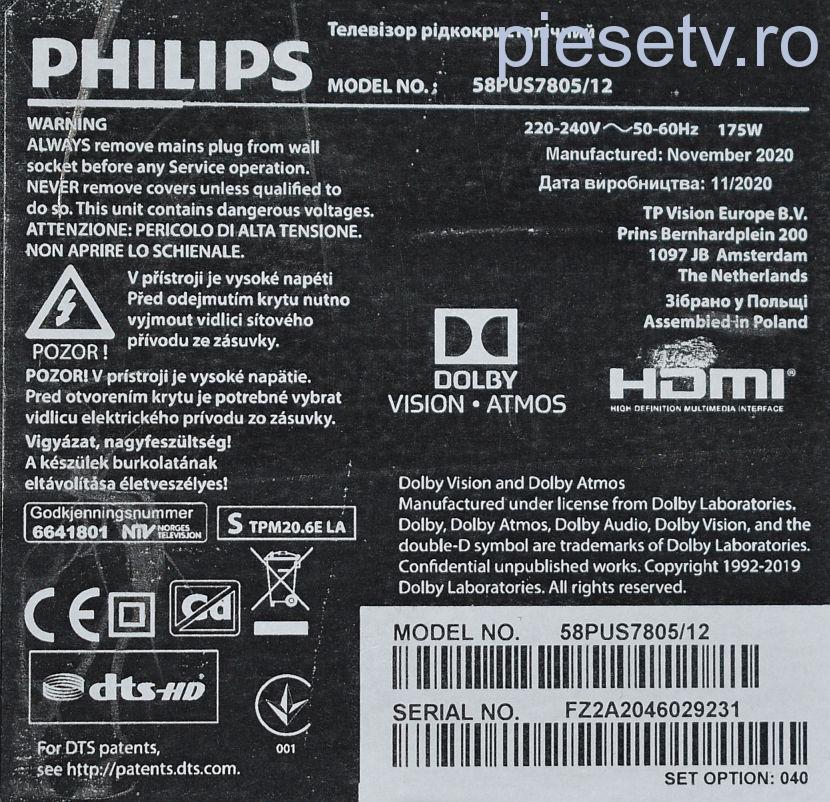 piesetv.ro
Телевізор рідкокристалічний
PHILIPS
MODEL NO.: 58PUS7805/12
WARNING
ALWAYS remove mains plug from wall
socket before any Service operation.
NEVER remove covers unless qualified to
do so. This unit contains dangerous voltages.
ATTENZIONE: PERICOLO DI ALTA TENSIONE.
NON APRIRE LO SCHIENALE.
220-240V～50-60Hz 175W
Manufactured: November 2020
Дата виробництва: 11/2020
TP Vision Europe B.V.
Prins Bernhardplein 200
1097 JB Amsterdam
The Netherlands
Зібрано у Польщі
Assembied in Poland
V přístroji je vysoké napétí
Před odejmutím krytu nutno
vyjmout vidlici síťového
přívodu ze zásuvky.
POZOR !
POZOR! V prístroji je vysoké napätie.
Pred otvorením krytu je potrebné vybrat
vidlicu elektrického prívodu zo zásuvky.
Vigyázat, nagyfeszültség!
A készülek burkolatának
eltávolítása életveszélyes!
DOLBY
VISION • ATMOS
HDMI®
HIGH DEFINITION MULTIMEDIA INTERFACE
Godkjenningsnummer
6641801 NTV NORGES
TELEVISJON
S TPM20.6E LA
Dolby Vision and Dolby Atmos
Manufactured under license from Dolby Laboratories.
Dolby, Dolby Atmos, Dolby Audio, Dolby Vision, and the
double-D symbol are trademarks of Dolby Laboratories.
Confidential unpublished works. Copyright 1992-2019
Dolby Laboratories. All rights reserved.
CE
Cd
dts-HD
001
For DTS patents,
see http://patents.dts.com.
MODEL NO. 58PUS7805/12
SERIAL NO. FZ2A2046029231
SET OPTION: 040